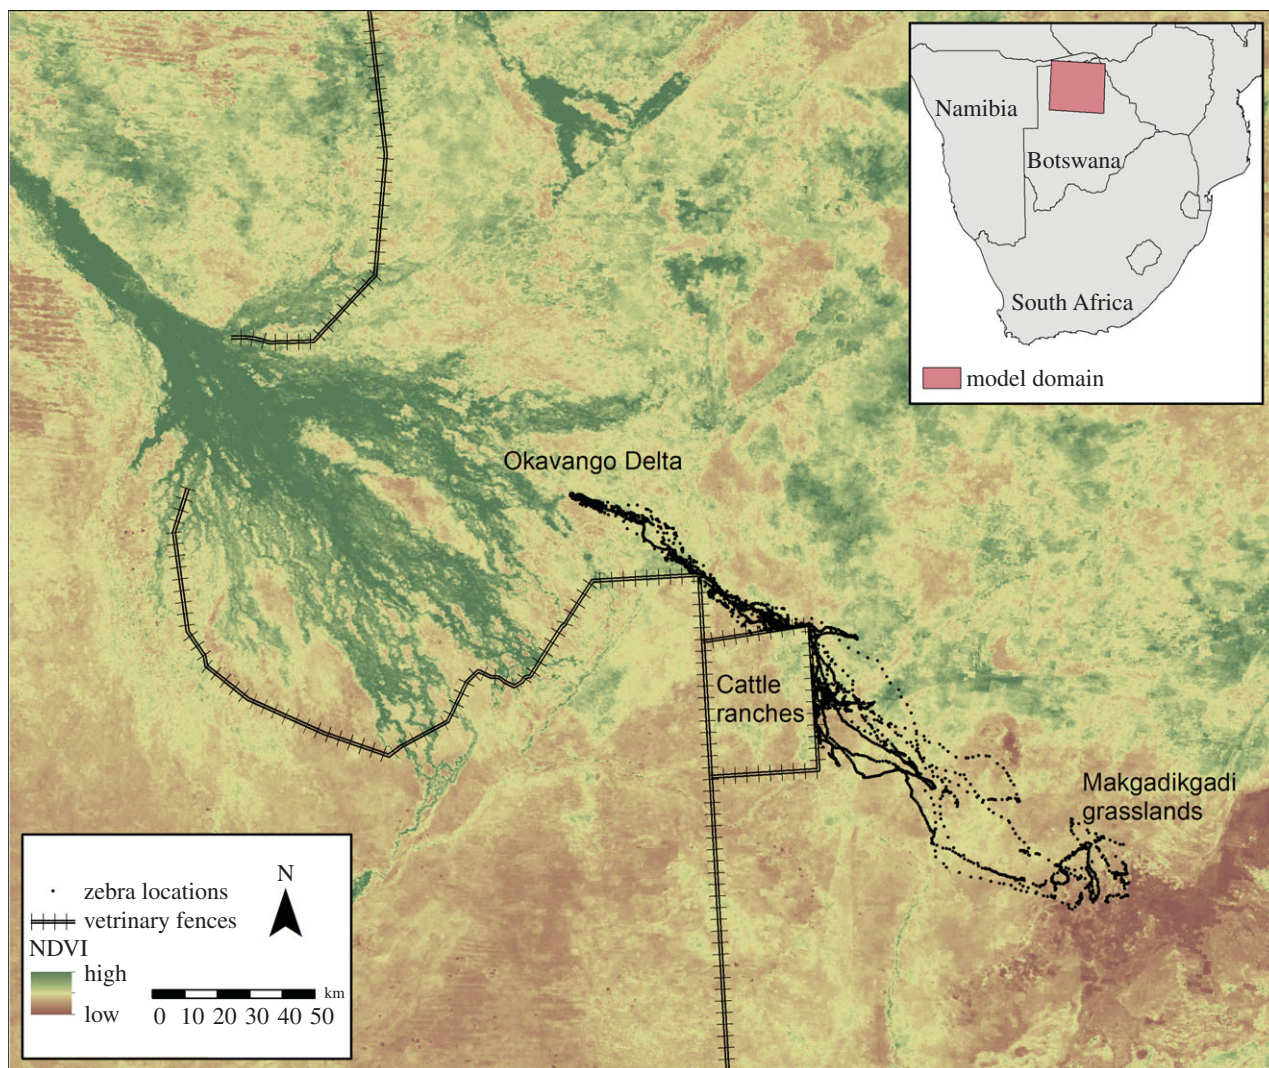 Namibia
Botswana
South Africa
model domain
Okavango Delta
Cattle
ranches
Makgadikgadi
grasslands
N
zebra locations
vetrinary fences
NDVI
high
low
km
0 10 20 30 40 50